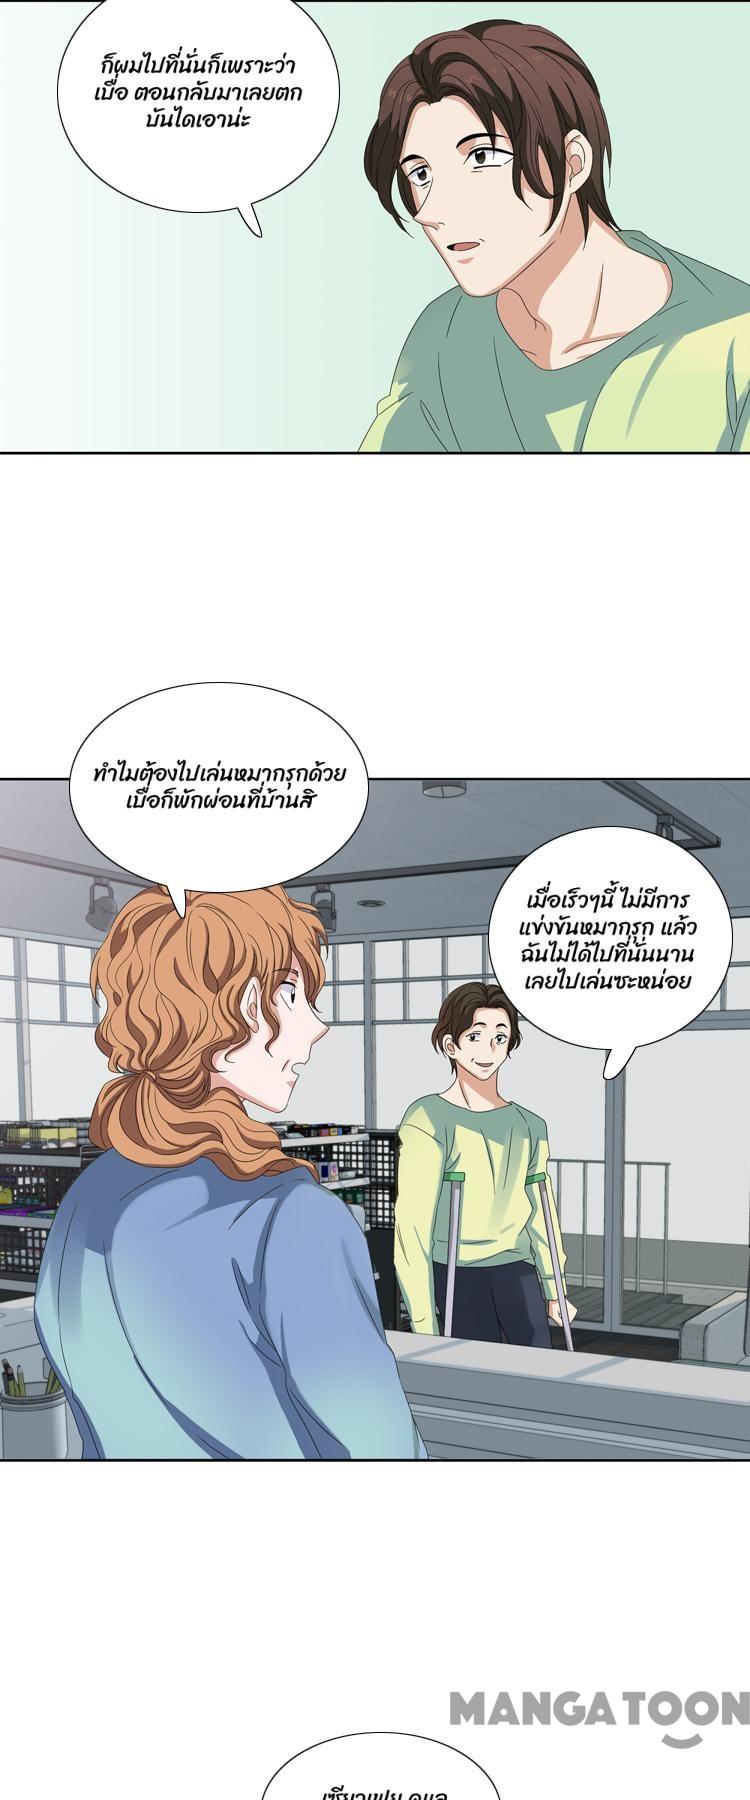 ก็ผมไปที่นั่นก็เพราะว่า
เบื่อ ตอนกลับมาเลยตก
บันไดเอาน่ะ
ทำไมต้องไปเล่นหมากรุกด้วย
เบื่อก็พักผ่อนที่บ้านสิ
เมื่อเร็วๆนี้ ไม่มีการ
แข่งขันหมากรุก แล้ว
ฉันไม่ได้ไปที่นั่นนาน
เลยไปเล่นซะหน่อย
MANGATOON